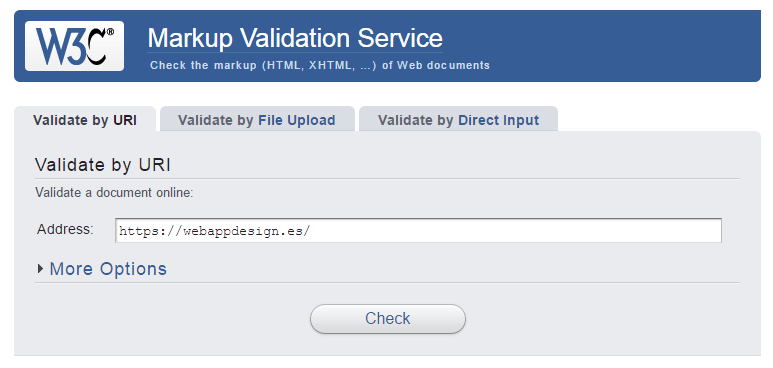 W3C®
Markup Validation Service
Check the markup (HTML, XHTML, …) of Web documents
Validate by URI
Validate by File Upload
Validate by Direct Input
Validate by URI
Validate a document online:
Address: https://webappdesign.es/
More Options
Check